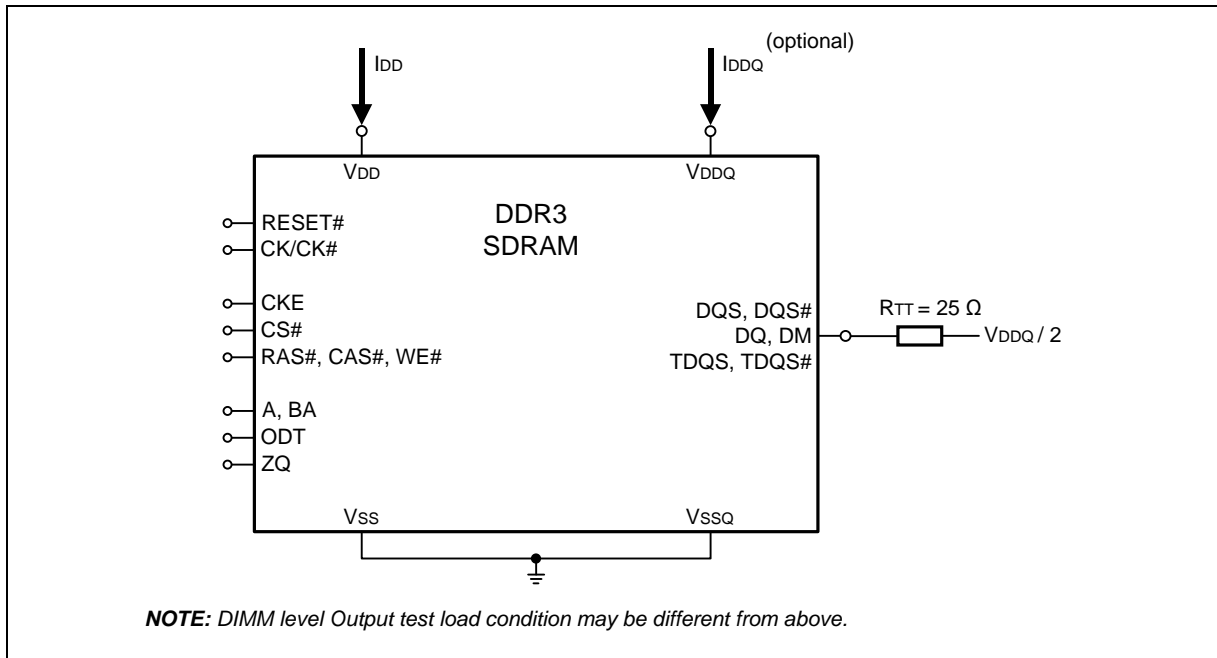 (optional)
IDD
IDDQ
VDD
VDDQ
DDR3
SDRAM
RESET#
CK/CK#
CKE
CS#
RAS#, CAS#, WE#
A, BA
ODT
ZQ
DQS, DQS#
DQ, DM
TDQS, TDQS#
RTT = 25 Ω
VDDQ / 2
VSS
VSSQ
NOTE: DIMM level Output test load condition may be different from above.